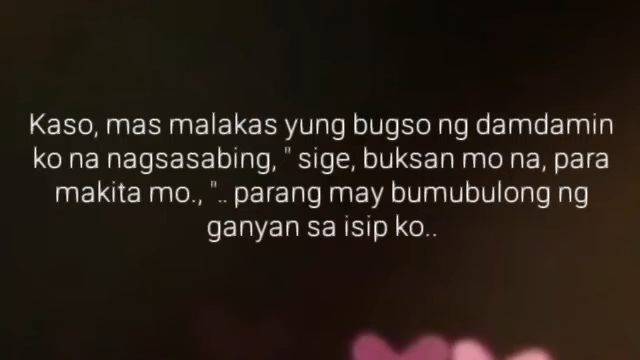 Kaso, mas malakas yung bugso ng damdamin
ko na nagsasabing, " sige, buksan mo na, para
makita mo., ".. parang may bumubulong ng
ganyan sa isip ko..